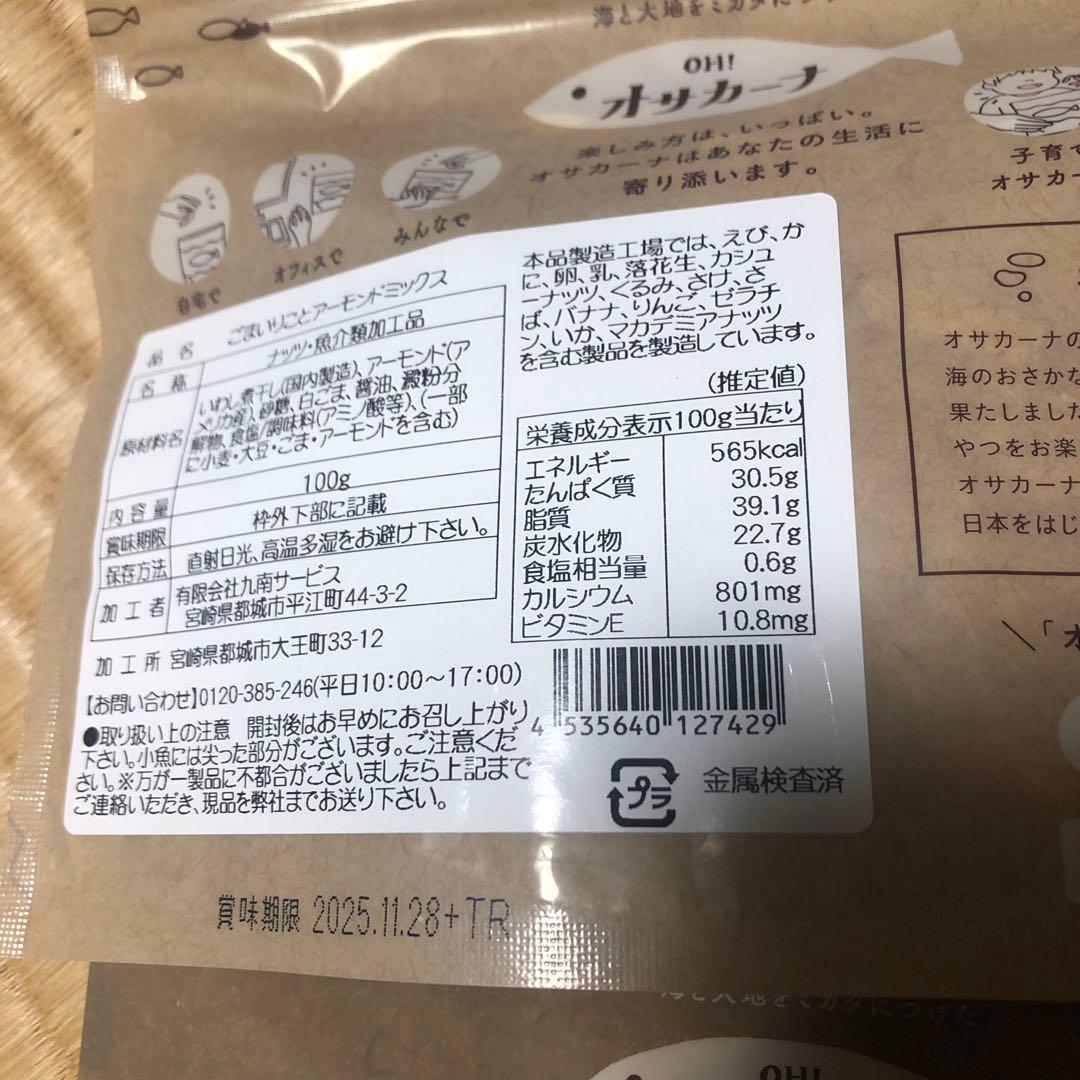 海と大地をミカタに
OH!
オサカーナ
楽しみ方は、いっぱい。
オサカーナはあなたの生活に
寄り添います。
自宅で
オフィスで
みんなで
子育て
オサカー
品名 ごまいりことアーモンドミックス
名称 ナッツ・魚介類加工品
原材料名 いわし煮干し(国内製造)、アーモンド(ア
メリカ産)、砂糖、白ごま、醤油、澱粉分
解物、食塩/調味料(アミノ酸等)、(一部
に小麦・大豆・ごま・アーモンドを含む)
内容量 100g
賞味期限 枠外下部に記載
保存方法 直射日光、高温多湿をお避け下さい。
加工者 有限会社九南サービス
宮崎県都城市平江町44-3-2
加工所 宮崎県都城市大王町33-12
【お問い合わせ】0120-385-246(平日10:00～17:00)
●取り扱い上の注意 開封後はお早めにお召し上がり
下さい。小魚には尖った部分がございます。ご注意くだ
さい。※万が一製品に不都合がございましたら上記まで
ご連絡いただき、現品を弊社までお送り下さい。
本品製造工場では、えび、か
に、卵、乳、落花生、カシュ
ーナッツ、くるみ、さけ、さ
ば、バナナ、りんご、ゼラチ
ン、いか、マカデミアナッツ
を含む製品を製造しています。
(推定値)
栄養成分表示100g当たり
エネルギー 565kcal
たんぱく質 30.5g
脂質 39.1g
炭水化物 22.7g
食塩相当量 0.6g
カルシウム 801mg
ビタミンE 10.8mg
4 535640 127429
プラ
金属検査済
オサカーナの
海のおさかな
果たしました
やつをお楽
オサカーナ
日本をはじ
\「オ
賞味期限 2025.11.28+TR
海と大地をミカタにつけた
OH!